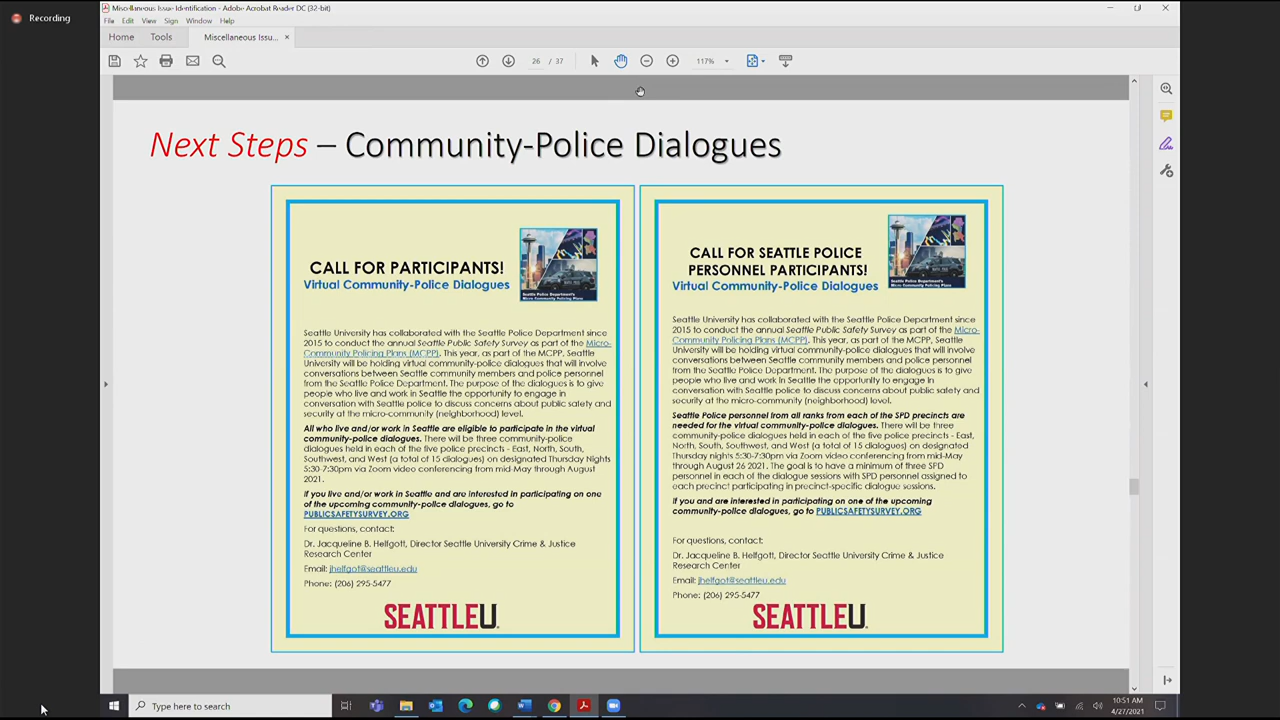 Recording
Miscellaneous Issue Identification - Adobe Acrobat Reader DC (32-bit)
File Edit View Sign Window Help
Home Tools Miscellaneous Issu... ×
26 / 37 117%
Next Steps – Community-Police Dialogues
CALL FOR PARTICIPANTS!
Virtual Community-Police Dialogues
Seattle Police Department's
Micro Community Policing Plans
Seattle University has collaborated with the Seattle Police Department since
2015 to conduct the annual Seattle Public Safety Survey as part of the Micro-
Community Policing Plans (MCPP). This year, as part of the MCPP, Seattle
University will be holding virtual community-police dialogues that will involve
conversations between Seattle community members and police personnel
from the Seattle Police Department. The purpose of the dialogues is to give
people who live and work in Seattle the opportunity to engage in
conversation with Seattle police to discuss concerns about public safety and
security at the micro-community (neighborhood) level.
All who live and/or work in Seattle are eligible to participate in the virtual
community-police dialogues. There will be three community-police
dialogues held in each of the five police precincts - East, North, South,
Southwest, and West (a total of 15 dialogues) on designated Thursday Nights
5:30-7:30pm via Zoom video conferencing from mid-May through August
2021.
If you live and/or work in Seattle and are interested in participating on one
of the upcoming community-police dialogues, go to
PUBLICSAFETYSURVEY.ORG
For questions, contact:
Dr. Jacqueline B. Helfgott, Director Seattle University Crime & Justice
Research Center
Email: jhelfgot@seattleu.edu
Phone: (206) 295-5477
SEATTLEU
CALL FOR SEATTLE POLICE
PERSONNEL PARTICIPANTS!
Virtual Community-Police Dialogues
Seattle Police Department's
Micro Community Policing Plans
Seattle University has collaborated with the Seattle Police Department since
2015 to conduct the annual Seattle Public Safety Survey as part of the Micro-
Community Policing Plans (MCPP). This year, as part of the MCPP, Seattle
University will be holding virtual community-police dialogues that will involve
conversations between Seattle community members and police personnel
from the Seattle Police Department. The purpose of the dialogues is to give
people who live and work in Seattle the opportunity to engage in
conversation with Seattle police to discuss concerns about public safety and
security at the micro-community (neighborhood) level.
Seattle Police personnel from all ranks from each of the SPD precincts are
needed for the virtual community-police dialogues. There will be three
community-police dialogues held in each of the five police precincts - East,
North, South, Southwest, and West (a total of 15 dialogues) on designated
Thursday nights 5:30-7:30pm via Zoom video conferencing from mid-May
through August 26 2021. The goal is to have a minimum of three SPD
personnel in each of the dialogue sessions with SPD personnel assigned to
each precinct participating in precinct-specific dialogue sessions.
If you and are interested in participating on one of the upcoming
community-police dialogues, go to PUBLICSAFETYSURVEY.ORG
For questions, contact:
Dr. Jacqueline B. Helfgott, Director Seattle University Crime & Justice
Research Center
Email: jhelfgot@seattleu.edu
Phone: (206) 295-5477
SEATTLEU
Type here to search
10:51 AM
4/27/2021